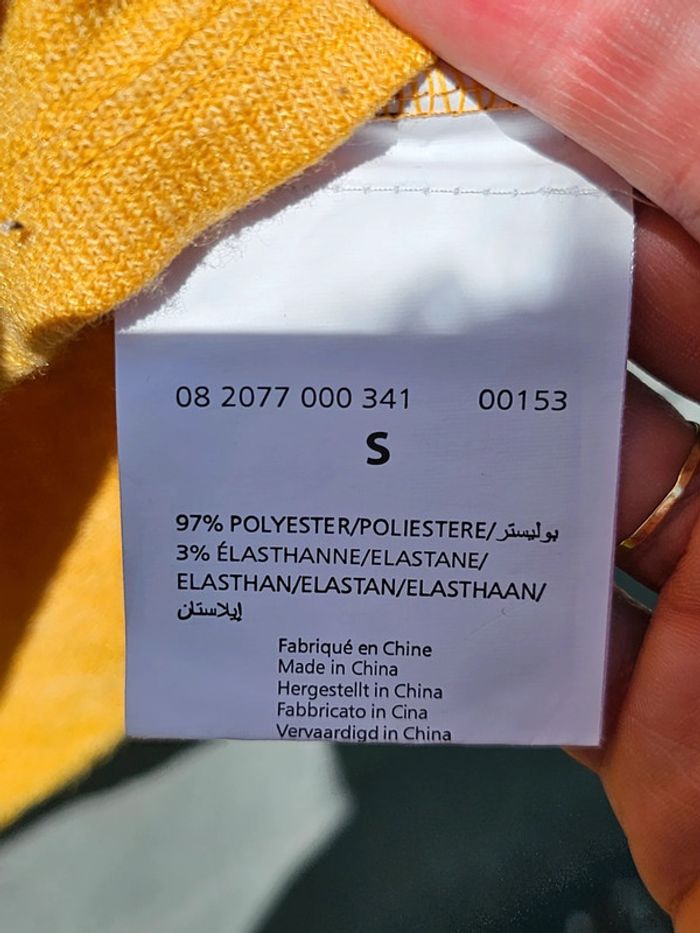 08 2077 000 341 00153
S
97% POLYESTER/POLIESTERE/بوليستر
3% ÉLASTHANNE/ELASTANE/
ELASTHAN/ELASTAN/ELASTHAAN/
إيلاستان
Fabriqué en Chine
Made in China
Hergestellt in China
Fabbricato in Cina
Vervaardigd in China